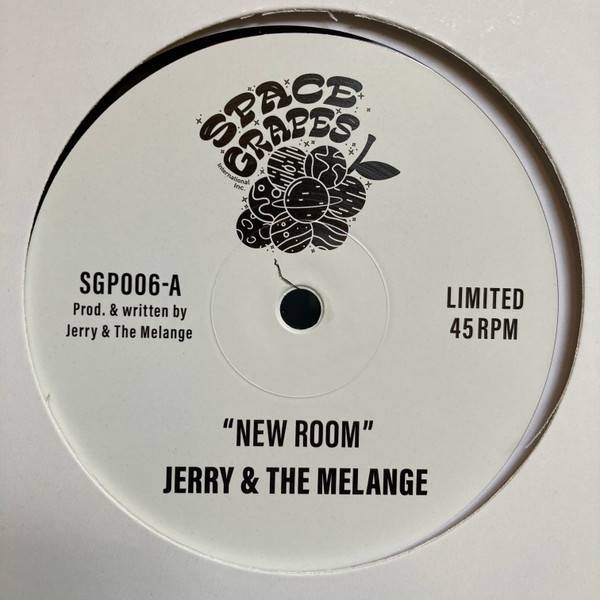 SPACE
GRAPES
International
Inc.
SGP006-A
Prod. & written by
Jerry & The Melange
LIMITED
45 RPM
“NEW ROOM”
JERRY & THE MELANGE